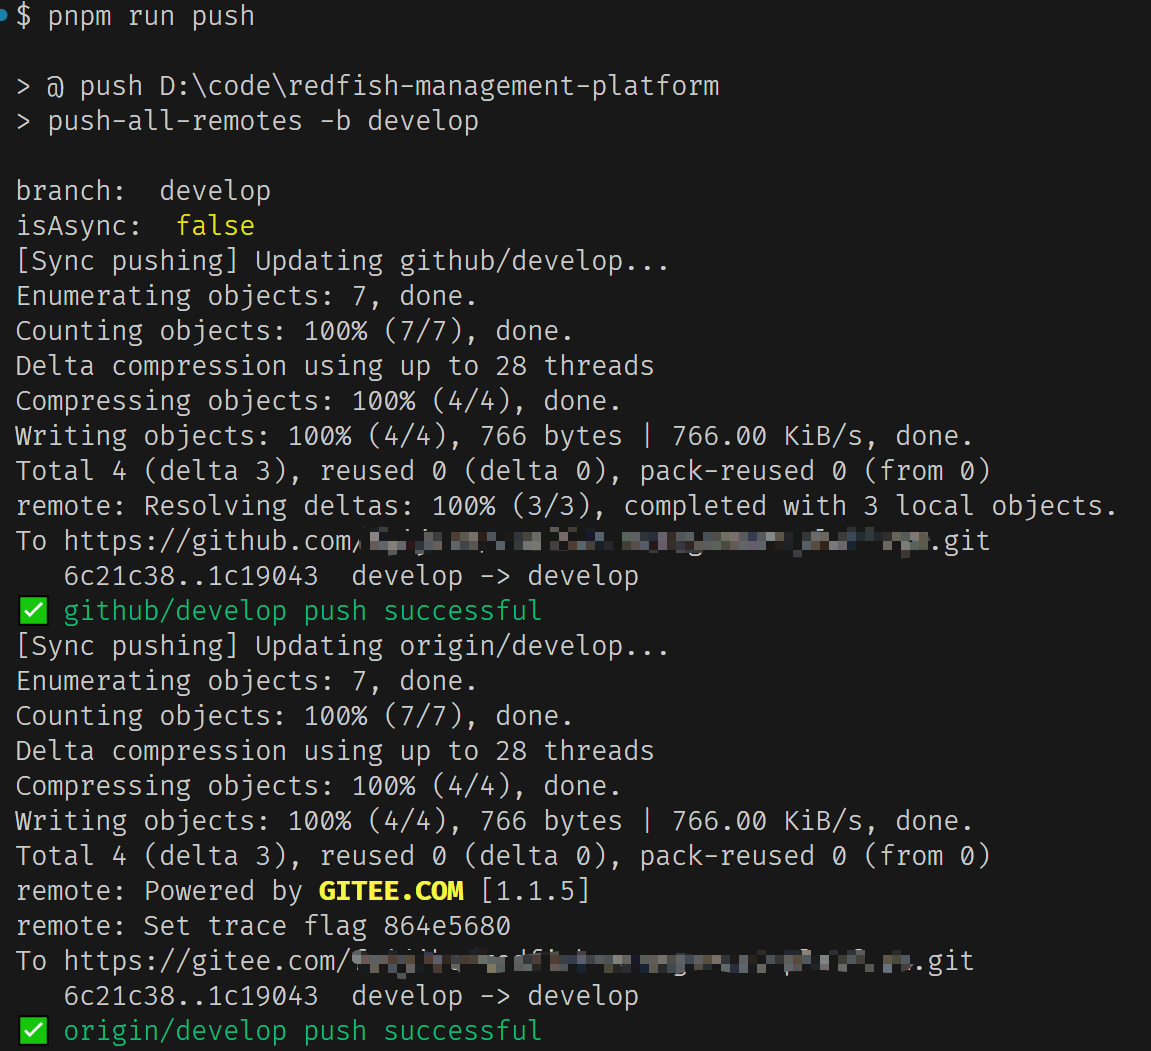 $ pnpm run push
> @ push D:\code\redfish-management-platform
> push-all-remotes -b develop
branch:  develop
isAsync:  false
[Sync pushing] Updating github/develop...
Enumerating objects: 7, done.
Counting objects: 100% (7/7), done.
Delta compression using up to 28 threads
Compressing objects: 100% (4/4), done.
Writing objects: 100% (4/4), 766 bytes | 766.00 KiB/s, done.
Total 4 (delta 3), reused 0 (delta 0), pack-reused 0 (from 0)
remote: Resolving deltas: 100% (3/3), completed with 3 local objects.
To https://github.com/ .git
6c21c38..1c19043  develop -> develop
✅ github/develop push successful
[Sync pushing] Updating origin/develop...
Enumerating objects: 7, done.
Counting objects: 100% (7/7), done.
Delta compression using up to 28 threads
Compressing objects: 100% (4/4), done.
Writing objects: 100% (4/4), 766 bytes | 766.00 KiB/s, done.
Total 4 (delta 3), reused 0 (delta 0), pack-reused 0 (from 0)
remote: Powered by GITEE.COM [1.1.5]
remote: Set trace flag 864e5680
To https://gitee.com/ .git
6c21c38..1c19043  develop -> develop
✅ origin/develop push successful